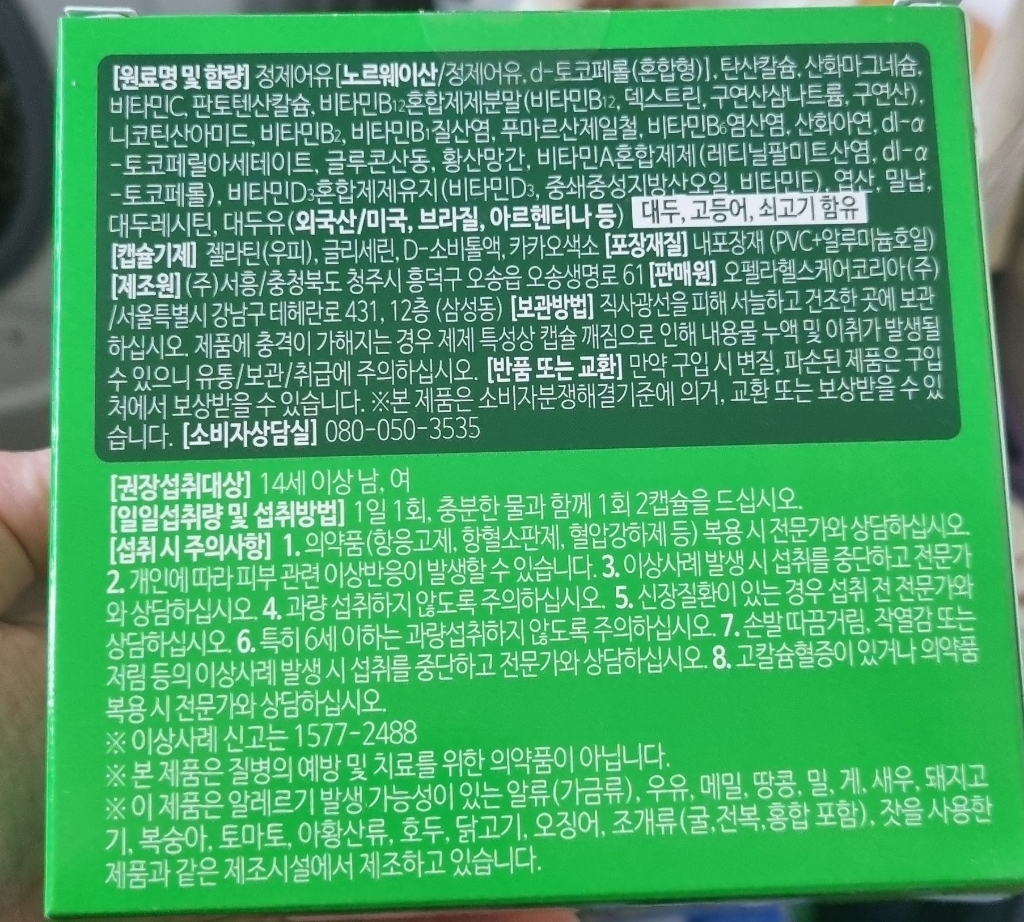 [원료명 및 함량] 정제어유[노르웨이산/정제어유, d-토코페롤(혼합형)], 탄산칼슘, 산화마그네슘,
비타민C, 판토텐산칼슘, 비타민B12혼합제제분말(비타민B12, 덱스트린, 구연산삼나트륨, 구연산),
니코틴산아미드, 비타민B2, 비타민B1질산염, 푸마르산제일철, 비타민B6염산염, 산화아연, dl-α
-토코페릴아세테이트, 글루콘산동, 황산망간, 비타민A혼합제제(레티닐팔미트산염, dl-α
-토코페롤), 비타민D3혼합제제유지(비타민D3, 중쇄중성지방산오일, 비타민E), 엽산, 밀납,
대두레시틴, 대두유(외국산/미국, 브라질, 아르헨티나 등) 대두, 고등어, 쇠고기 함유
[캡슐기제] 젤라틴(우피), 글리세린, D-소비톨액, 카카오색소 [포장재질] 내포장재 (PVC+알루미늄호일)
[제조원] (주)서흥/충청북도 청주시 흥덕구 오송읍 오송생명로 61 [판매원] 오펠라헬스케어코리아(주)
/서울특별시 강남구 테헤란로 431, 12층 (삼성동) [보관방법] 직사광선을 피해 서늘하고 건조한 곳에 보관
하십시오. 제품에 충격이 가해지는 경우 제제 특성상 캡슐 깨짐으로 인해 내용물 누액 및 이취가 발생될
수 있으니 유통/보관/취급에 주의하십시오. [반품 또는 교환] 만약 구입 시 변질, 파손된 제품은 구입
처에서 보상받을 수 있습니다. ※본 제품은 소비자분쟁해결기준에 의거, 교환 또는 보상받을 수 있
습니다. [소비자상담실] 080-050-3535
[권장섭취대상] 14세 이상 남, 여
[일일섭취량 및 섭취방법] 1일 1회, 충분한 물과 함께 1회 2캡슐을 드십시오.
[섭취 시 주의사항] 1. 의약품(항응고제, 항혈소판제, 혈압강하제 등) 복용 시 전문가와 상담하십시오.
2. 개인에 따라 피부 관련 이상반응이 발생할 수 있습니다. 3. 이상사례 발생 시 섭취를 중단하고 전문가
와 상담하십시오. 4. 과량 섭취하지 않도록 주의하십시오. 5. 신장질환이 있는 경우 섭취 전 전문가와
상담하십시오. 6. 특히 6세 이하는 과량섭취하지 않도록 주의하십시오. 7. 손발 따끔거림, 작열감 또는
저림 등의 이상사례 발생 시 섭취를 중단하고 전문가와 상담하십시오. 8. 고칼슘혈증이 있거나 의약품
복용 시 전문가와 상담하십시오.
※ 이상사례 신고는 1577-2488
※ 본 제품은 질병의 예방 및 치료를 위한 의약품이 아닙니다.
※ 이 제품은 알레르기 발생 가능성이 있는 알류(가금류), 우유, 메밀, 땅콩, 밀, 게, 새우, 돼지고
기, 복숭아, 토마토, 아황산류, 호두, 닭고기, 오징어, 조개류(굴,전복,홍합 포함), 잣을 사용한
제품과 같은 제조시설에서 제조하고 있습니다.